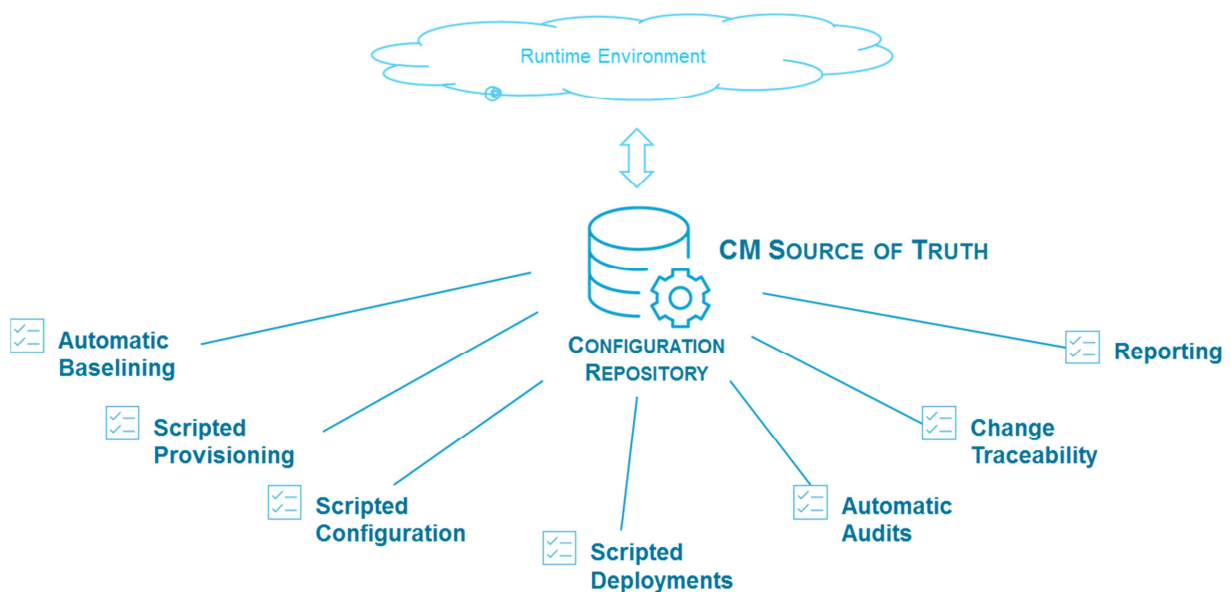 Runtime Environment
CM SOURCE OF TRUTH
CONFIGURATION
REPOSITORY
Automatic
Baselining
Scripted
Provisioning
Scripted
Configuration
Scripted
Deployments
Automatic
Audits
Change
Traceability
Reporting